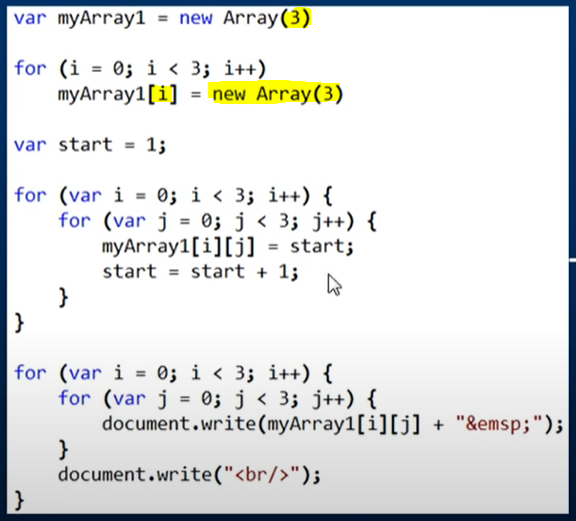 var myArray1 = new Array(3)
for (i = 0; i < 3; i++)
myArray1[i] = new Array(3)
var start = 1;
for (var i = 0; i < 3; i++) {
for (var j = 0; j < 3; j++) {
myArray1[i][j] = start;
start = start + 1;
}
}
for (var i = 0; i < 3; i++) {
for (var j = 0; j < 3; j++) {
document.write(myArray1[i][j] + "&emsp;");
}
document.write("<br/>");
}